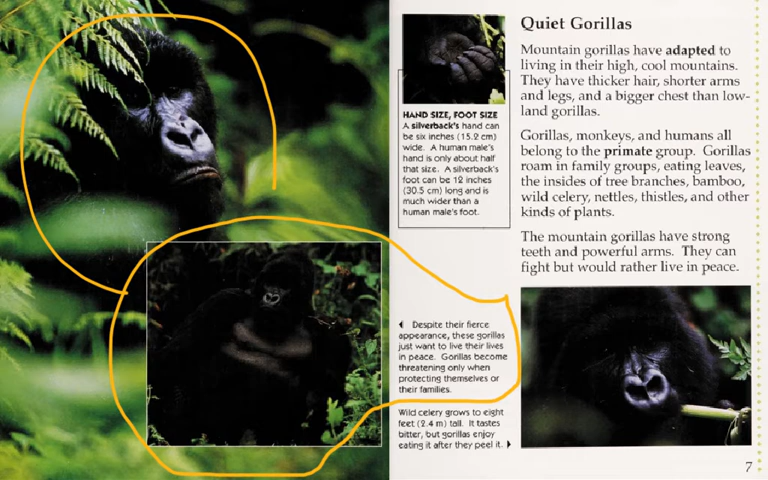 HAND SIZE, FOOT SIZE
A silverback's hand can
be six inches (15.2 cm)
wide. A human male's
hand is only about half
that size. A silverback's
foot can be 12 inches
(30.5 cm) long and is
much wider than a
human male's foot.
◀ Despite their fierce
appearance, these gorillas
just want to live their lives
in peace. Gorillas become
threatening only when
protecting themselves or
their families.
Wild celery grows to eight
feet (2.4 m) tall. It tastes
bitter, but gorillas enjoy
eating it after they peel it. ▶
Quiet Gorillas
Mountain gorillas have adapted to
living in their high, cool mountains.
They have thicker hair, shorter arms
and legs, and a bigger chest than low-
land gorillas.
Gorillas, monkeys, and humans all
belong to the primate group. Gorillas
roam in family groups, eating leaves,
the insides of tree branches, bamboo,
wild celery, nettles, thistles, and other
kinds of plants.
The mountain gorillas have strong
teeth and powerful arms. They can
fight but would rather live in peace.
7